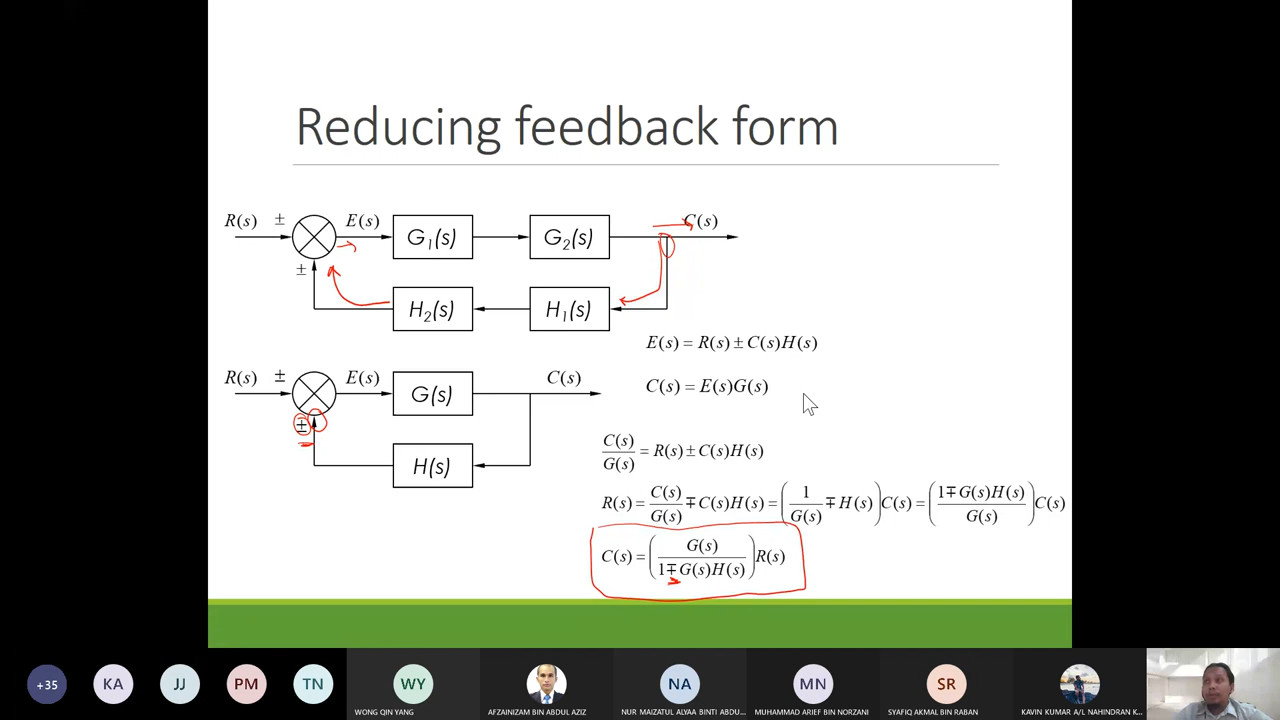 Reducing feedback form
R(s) ± E(s) G₁(s) G₂(s) C(s)
±
H₂(s) H₁(s)
E(s) = R(s) ± C(s)H(s)
R(s) ± E(s) G(s) C(s)
C(s) = E(s)G(s)
±
H(s)
C(s)/G(s) = R(s) ± C(s)H(s)
R(s) = C(s)/G(s) ∓ C(s)H(s) = (1/G(s) ∓ H(s)) C(s) = ((1 ∓ G(s)H(s))/G(s)) C(s)
C(s) = (G(s)/(1 ∓ G(s)H(s))) R(s)
+35 KA JJ PM TN WY NA MN SR
WONG QIN YANG AFZAINIZAM BIN ABDUL AZIZ NUR MAIZATUL ALYAA BINTI ABDU... MUHAMMAD ARIEF BIN NORZANI SYAFIQ AKMAL BIN RABAN KAVIN KUMAR A/L NAHINDRAN K...